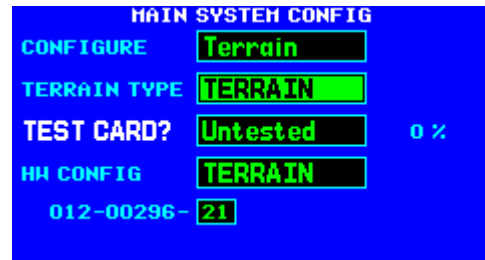 MAIN SYSTEM CONFIG
CONFIGURE Terrain
TERRAIN TYPE TERRAIN
TEST CARD? Untested 0 %
HW CONFIG TERRAIN
012-00296- 21